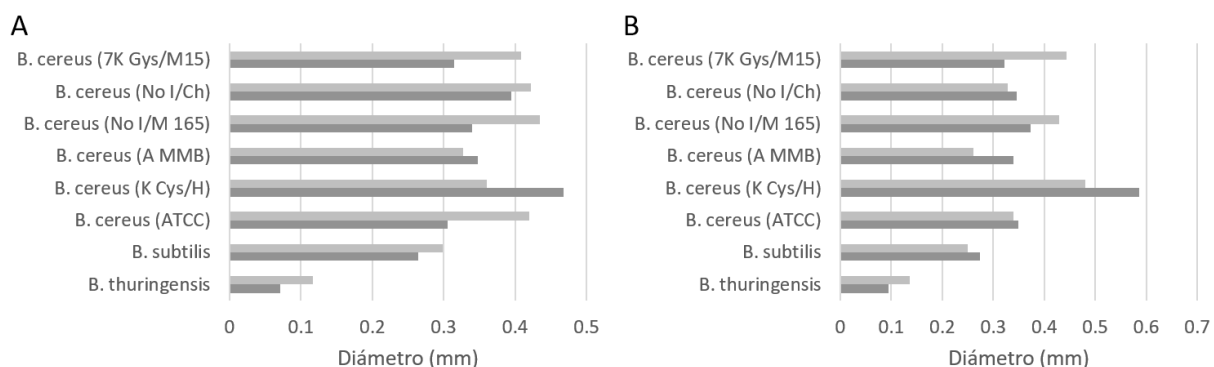 A
B. cereus (7K Gys/M15)
B. cereus (No I/Ch)
B. cereus (No I/M 165)
B. cereus (A MMB)
B. cereus (K Cys/H)
B. cereus (ATCC)
B. subtilis
B. thuringensis
0 0.1 0.2 0.3 0.4 0.5
Diámetro (mm)
B
B. cereus (7K Gys/M15)
B. cereus (No I/Ch)
B. cereus (No I/M 165)
B. cereus (A MMB)
B. cereus (K Cys/H)
B. cereus (ATCC)
B. subtilis
B. thuringensis
0 0.1 0.2 0.3 0.4 0.5 0.6 0.7
Diámetro (mm)